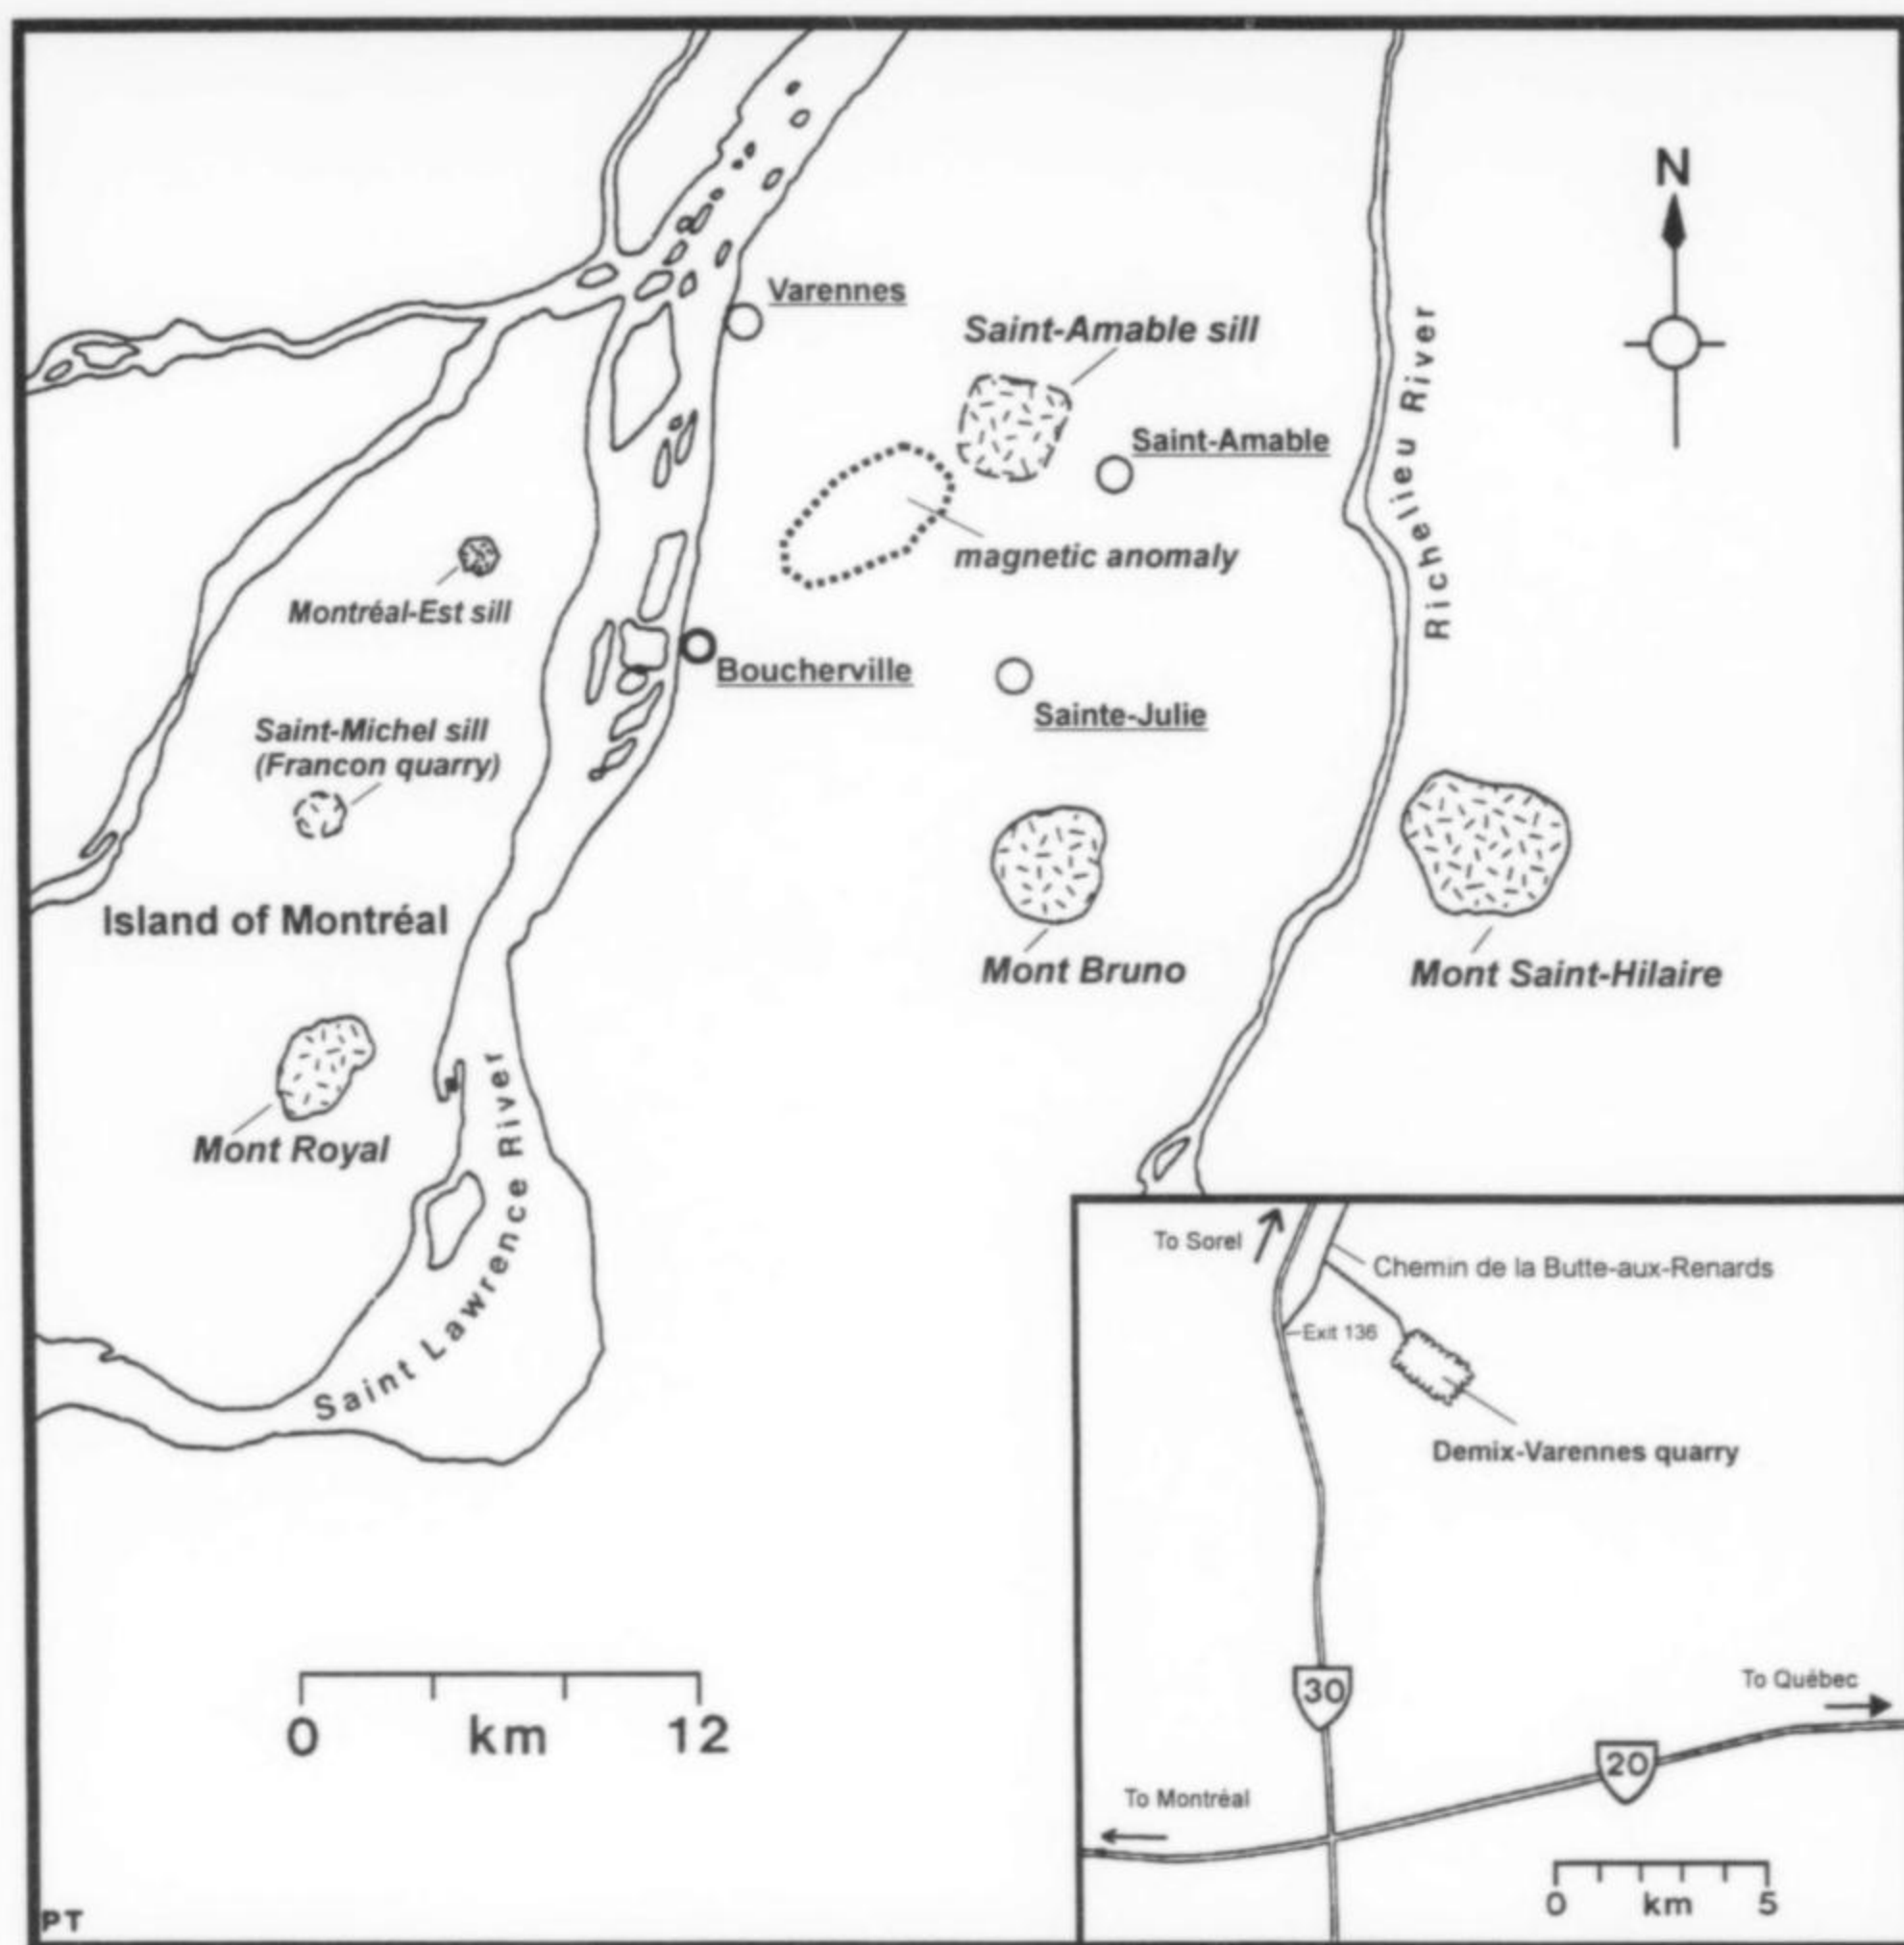 N
Varennes
Saint-Amable sill
Saint-Amable
Richelieu River
magnetic anomaly
Montréal-Est sill
Boucherville
Sainte-Julie
Saint-Michel sill
(Francon quarry)
Island of Montréal
Mont Bruno
Mont Saint-Hilaire
Mont Royal
Saint Lawrence River
To Sorel
Chemin de la Butte-aux-Renards
Exit 136
Demix-Varennes quarry
30
To Québec
20
To Montréal
0 km 12
0 km 5
PT